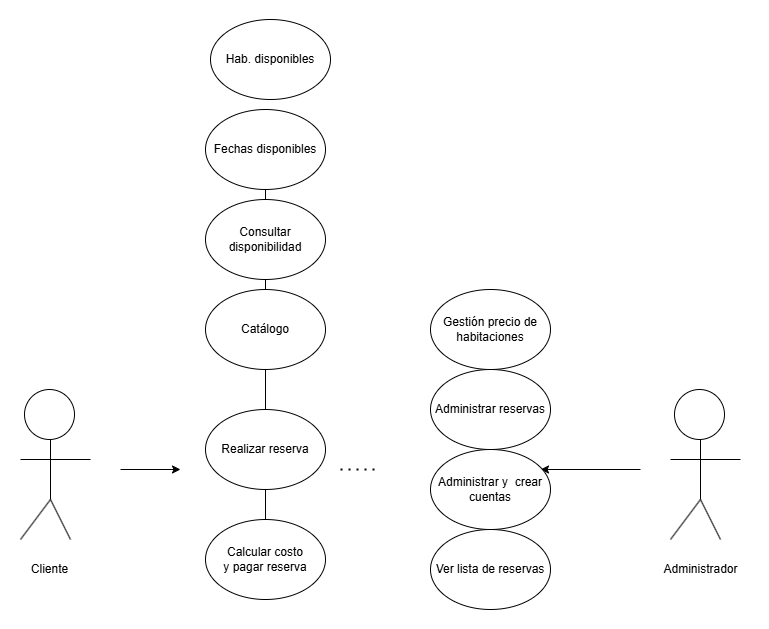 Hab. disponibles
Fechas disponibles
Consultar
disponibilidad
Catálogo
Realizar reserva
Calcular costo
y pagar reserva
Cliente
.....
Gestión precio de
habitaciones
Administrar reservas
Administrar y  crear
cuentas
Ver lista de reservas
Administrador